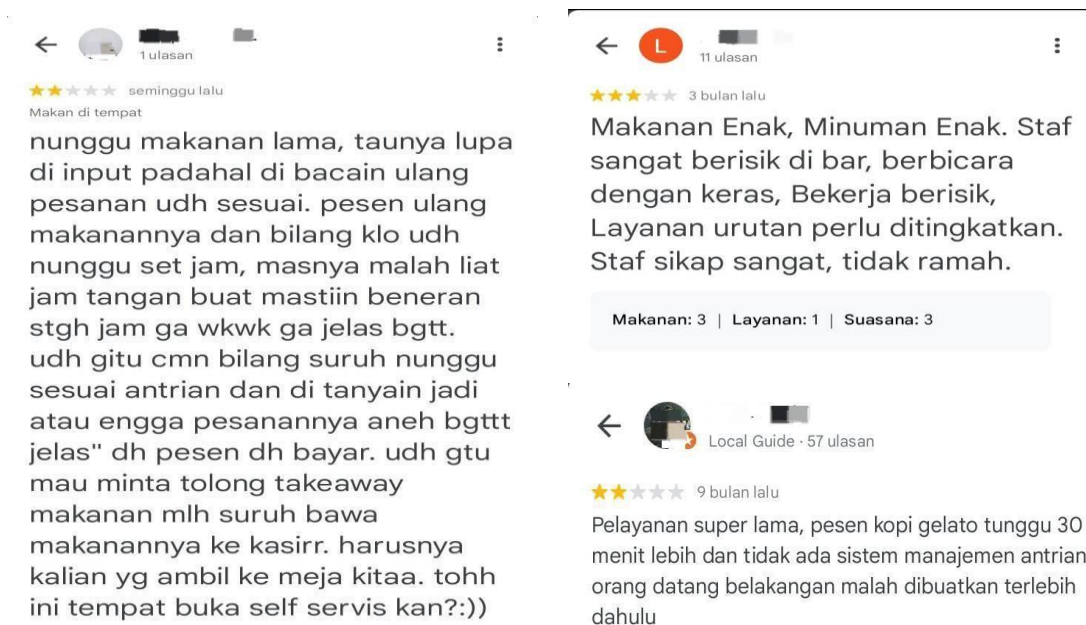 1 ulasan
seminggu lalu
Makan di tempat
nunggu makanan lama, taunya lupa
di input padahal di bacain ulang
pesanan udh sesuai. pesen ulang
makanannya dan bilang klo udh
nunggu set jam, masnya malah liat
jam tangan buat mastiin beneran
stgh jam ga wkwk ga jelas bgtt.
udh gitu cmn bilang suruh nunggu
sesuai antrian dan di tanyain jadi
atau engga pesanannya aneh bgttt
jelas" dh pesen dh bayar. udh gtu
mau minta tolong takeaway
makanan mlh suruh bawa
makanannya ke kasirr. harusnya
kalian yg ambil ke meja kitaa. tohh
ini tempat buka self servis kan?:))
L
11 ulasan
3 bulan lalu
Makanan Enak, Minuman Enak. Staf
sangat berisik di bar, berbicara
dengan keras, Bekerja berisik,
Layanan urutan perlu ditingkatkan.
Staf sikap sangat, tidak ramah.
Makanan: 3 | Layanan: 1 | Suasana: 3
Local Guide · 57 ulasan
9 bulan lalu
Pelayanan super lama, pesen kopi gelato tunggu 30
menit lebih dan tidak ada sistem manajemen antrian
orang datang belakangan malah dibuatkan terlebih
dahulu